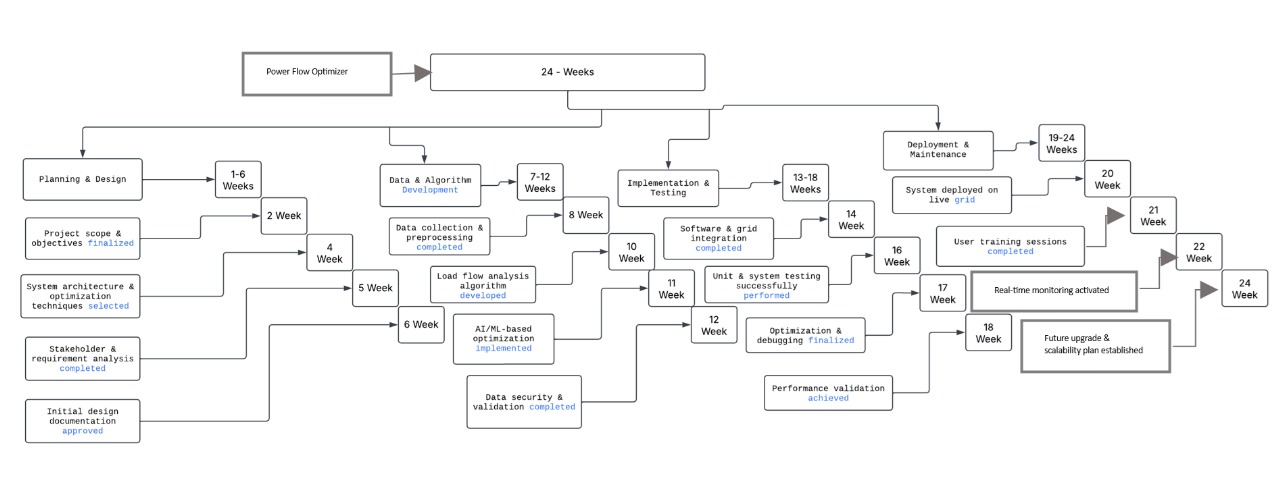 Power Flow Optimizer
24 - Weeks
Planning & Design
1-6
Weeks
Project scope &
objectives finalized
2 Week
System architecture &
optimization
techniques selected
4
Week
Stakeholder &
requirement analysis
completed
5 Week
Initial design
documentation
approved
6 Week
Data & Algorithm
Development
7-12
Weeks
Data collection &
preprocessing
completed
8 Week
Load flow analysis
algorithm
developed
10
Week
AI/ML-based
optimization
implemented
11
Week
Data security &
validation completed
12
Week
Implementation &
Testing
13-18
Weeks
Software & grid
integration
completed
14
Week
Unit & system testing
successfully
performed
16
Week
Optimization &
debugging finalized
17
Week
Performance validation
achieved
18
Week
Deployment &
Maintenance
19-24
Weeks
System deployed on
live grid
20
Week
User training sessions
completed
21
Week
Real-time monitoring activated
22
Week
Future upgrade &
scalability plan established
24
Week